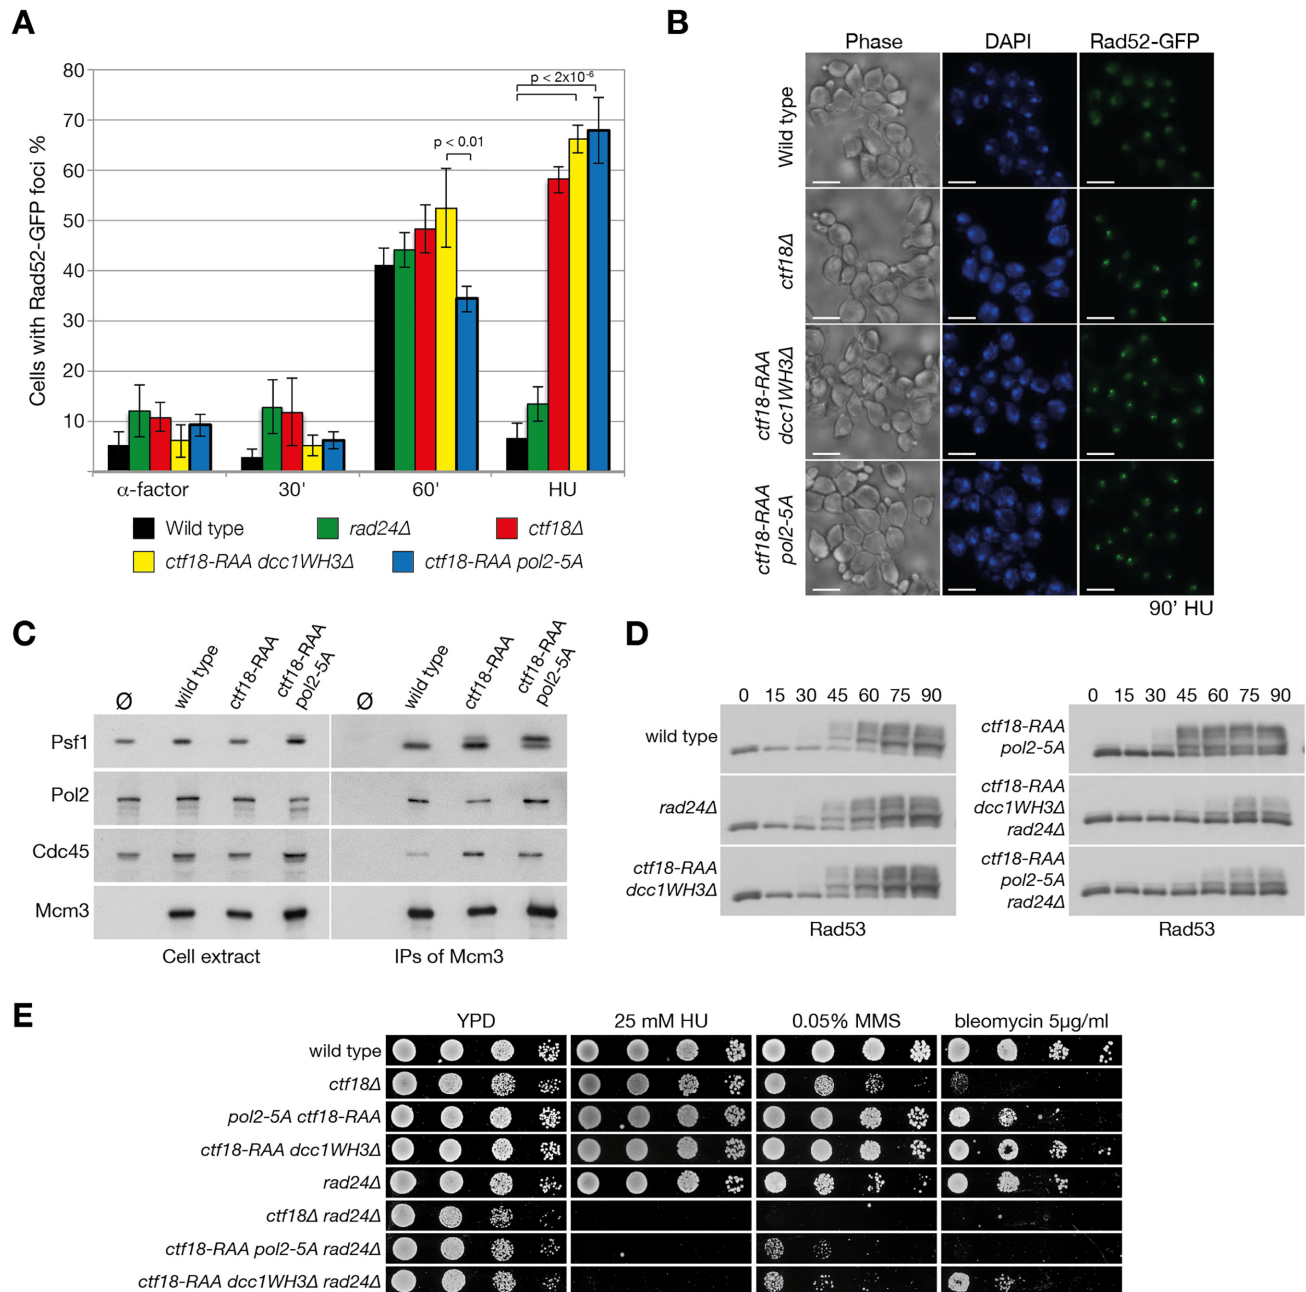 A
Cells with Rad52-GFP foci %
80
70
60
50
40
30
20
10
p < 0.01
p < 2x10-6
α-factor 30' 60' HU
Wild type rad24Δ ctf18Δ
ctf18-RAA dcc1WH3Δ ctf18-RAA pol2-5A
B
Phase DAPI Rad52-GFP
Wild type
ctf18Δ
ctf18-RAA
dcc1WH3Δ
ctf18-RAA
pol2-5A
90’ HU
C
Ø wild type ctf18-RAA ctf18-RAA pol2-5A Ø wild type ctf18-RAA ctf18-RAA pol2-5A
Psf1
Pol2
Cdc45
Mcm3
Cell extract IPs of Mcm3
D
0 15 30 45 60 75 90
wild type
rad24Δ
ctf18-RAA
dcc1WH3Δ
Rad53
0 15 30 45 60 75 90
ctf18-RAA
pol2-5A
ctf18-RAA
dcc1WH3Δ
rad24Δ
ctf18-RAA
pol2-5A
rad24Δ
Rad53
E
YPD 25 mM HU 0.05% MMS bleomycin 5µg/ml
wild type
ctf18Δ
pol2-5A ctf18-RAA
ctf18-RAA dcc1WH3Δ
rad24Δ
ctf18Δ rad24Δ
ctf18-RAA pol2-5A rad24Δ
ctf18-RAA dcc1WH3Δ rad24Δ